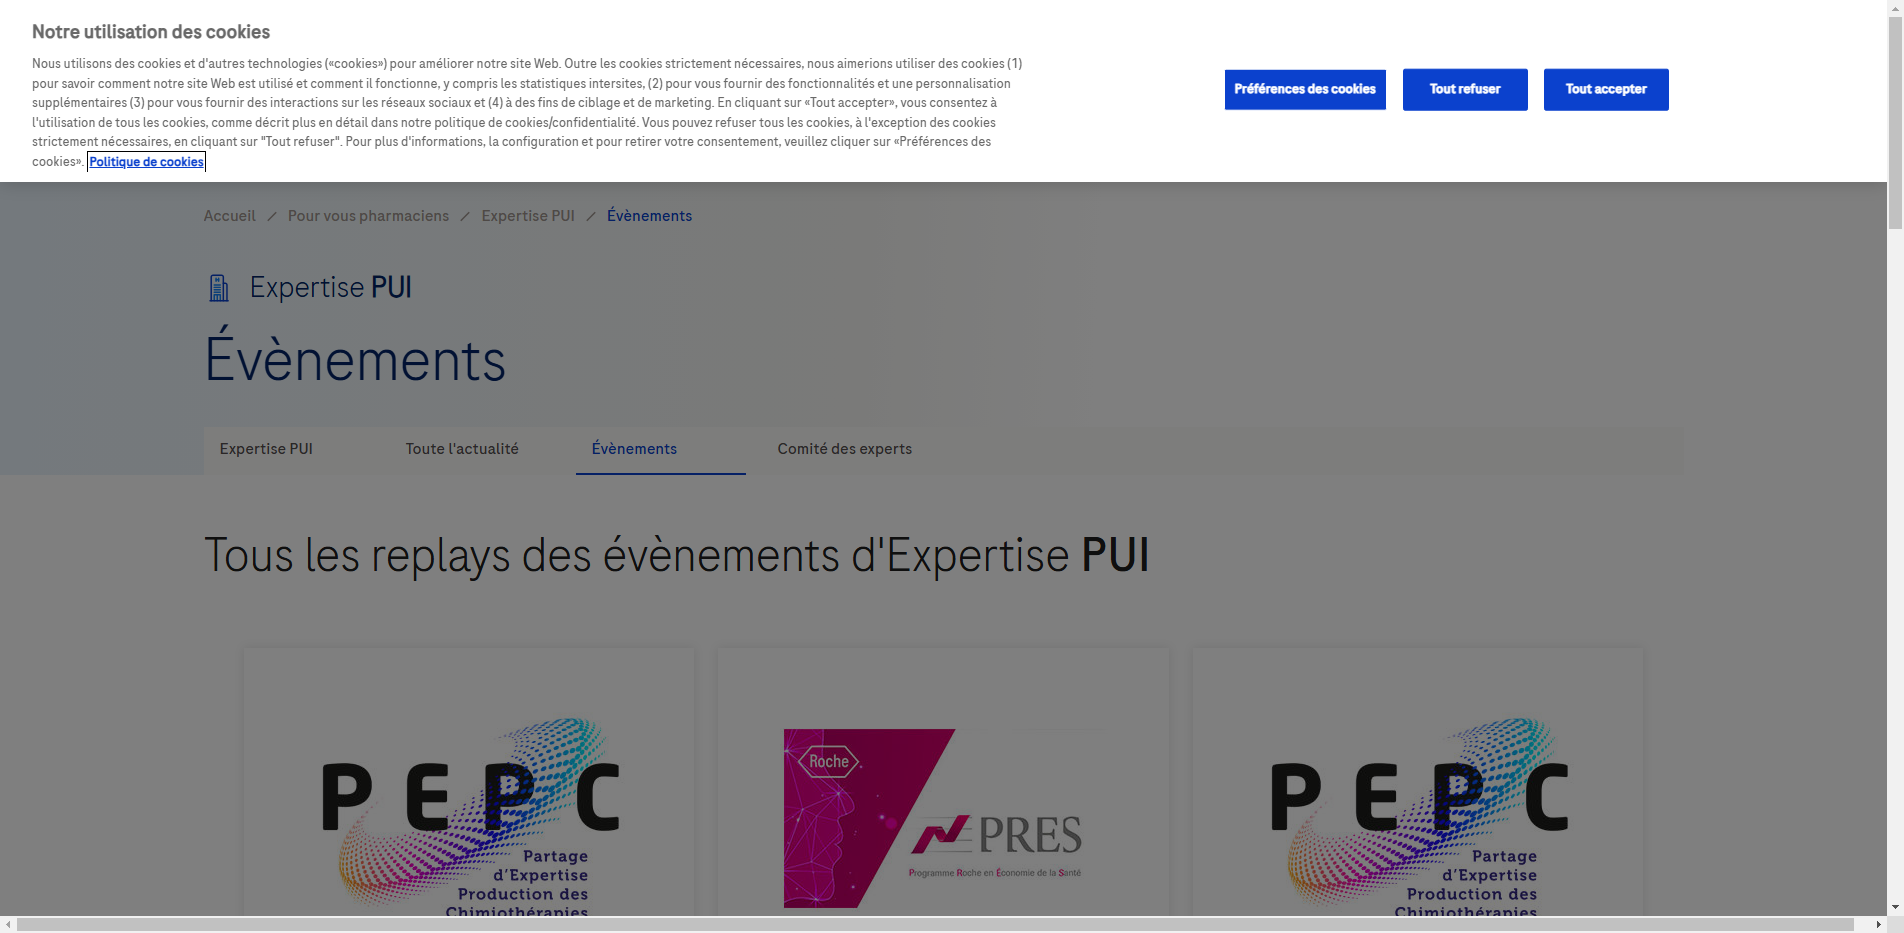 Notre utilisation des cookies
Nous utilisons des cookies et d'autres technologies («cookies») pour améliorer notre site Web. Outre les cookies strictement nécessaires, nous aimerions utiliser des cookies (1)
pour savoir comment notre site Web est utilisé et comment il fonctionne, y compris les statistiques intersites, (2) pour vous fournir des fonctionnalités et une personnalisation
supplémentaires (3) pour vous fournir des interactions sur les réseaux sociaux et (4) à des fins de ciblage et de marketing. En cliquant sur «Tout accepter», vous consentez à
l'utilisation de tous les cookies, comme décrit plus en détail dans notre politique de cookies/confidentialité. Vous pouvez refuser tous les cookies, à l'exception des cookies
strictement nécessaires, en cliquant sur "Tout refuser". Pour plus d'informations, la configuration et pour retirer votre consentement, veuillez cliquer sur «Préférences des
cookies». Politique de cookies
Préférences des cookies
Tout refuser
Tout accepter
Accueil / Pour vous pharmaciens / Expertise PUI / Évènements
Expertise PUI
Évènements
Expertise PUI
Toute l'actualité
Évènements
Comité des experts
Tous les replays des évènements d'Expertise PUI
PEPC
Partage
d'Expertise
Production des
Chimiothérapies
Roche
PRES
Programme Roche en Économie de la Santé
PEPC
Partage
d'Expertise
Production des
Chimiothérapies